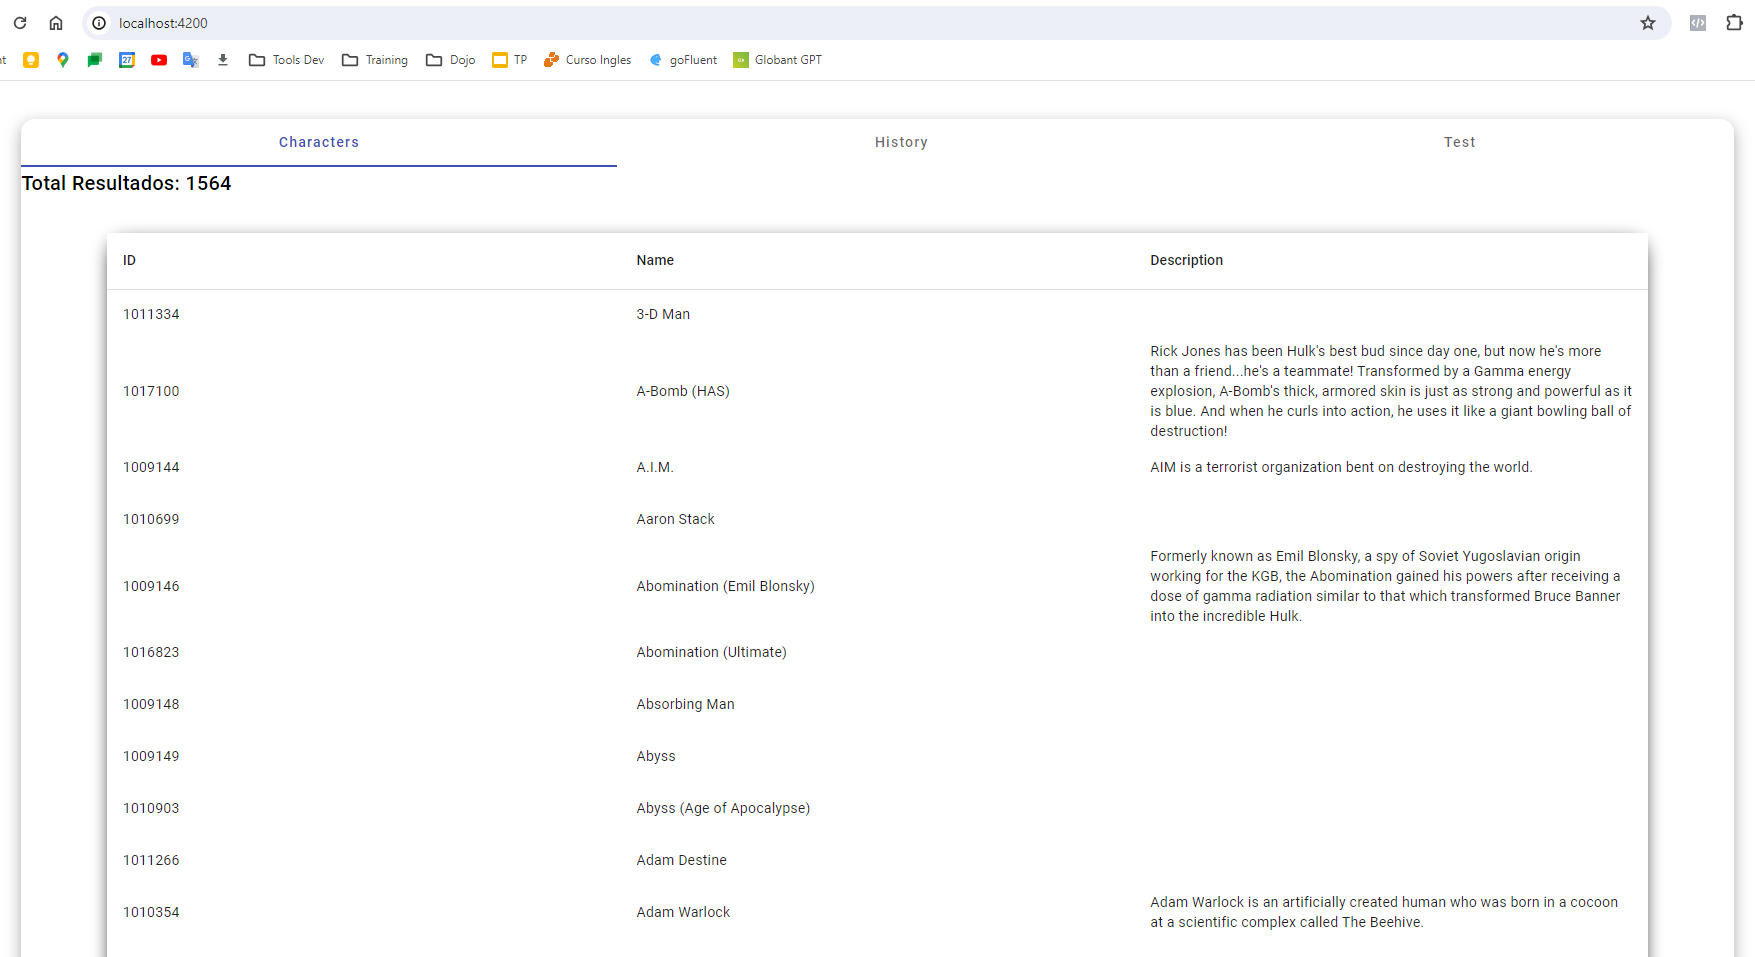 localhost:4200
27
Tools Dev Training Dojo TP Curso Ingles goFluent Globant GPT
Characters History Test
Total Resultados: 1564
ID Name Description
1011334 3-D Man
1017100 A-Bomb (HAS) Rick Jones has been Hulk's best bud since day one, but now he's more
than a friend...he's a teammate! Transformed by a Gamma energy
explosion, A-Bomb's thick, armored skin is just as strong and powerful as it
is blue. And when he curls into action, he uses it like a giant bowling ball of
destruction!
1009144 A.I.M. AIM is a terrorist organization bent on destroying the world.
1010699 Aaron Stack
1009146 Abomination (Emil Blonsky) Formerly known as Emil Blonsky, a spy of Soviet Yugoslavian origin
working for the KGB, the Abomination gained his powers after receiving a
dose of gamma radiation similar to that which transformed Bruce Banner
into the incredible Hulk.
1016823 Abomination (Ultimate)
1009148 Absorbing Man
1009149 Abyss
1010903 Abyss (Age of Apocalypse)
1011266 Adam Destine
1010354 Adam Warlock Adam Warlock is an artificially created human who was born in a cocoon
at a scientific complex called The Beehive.